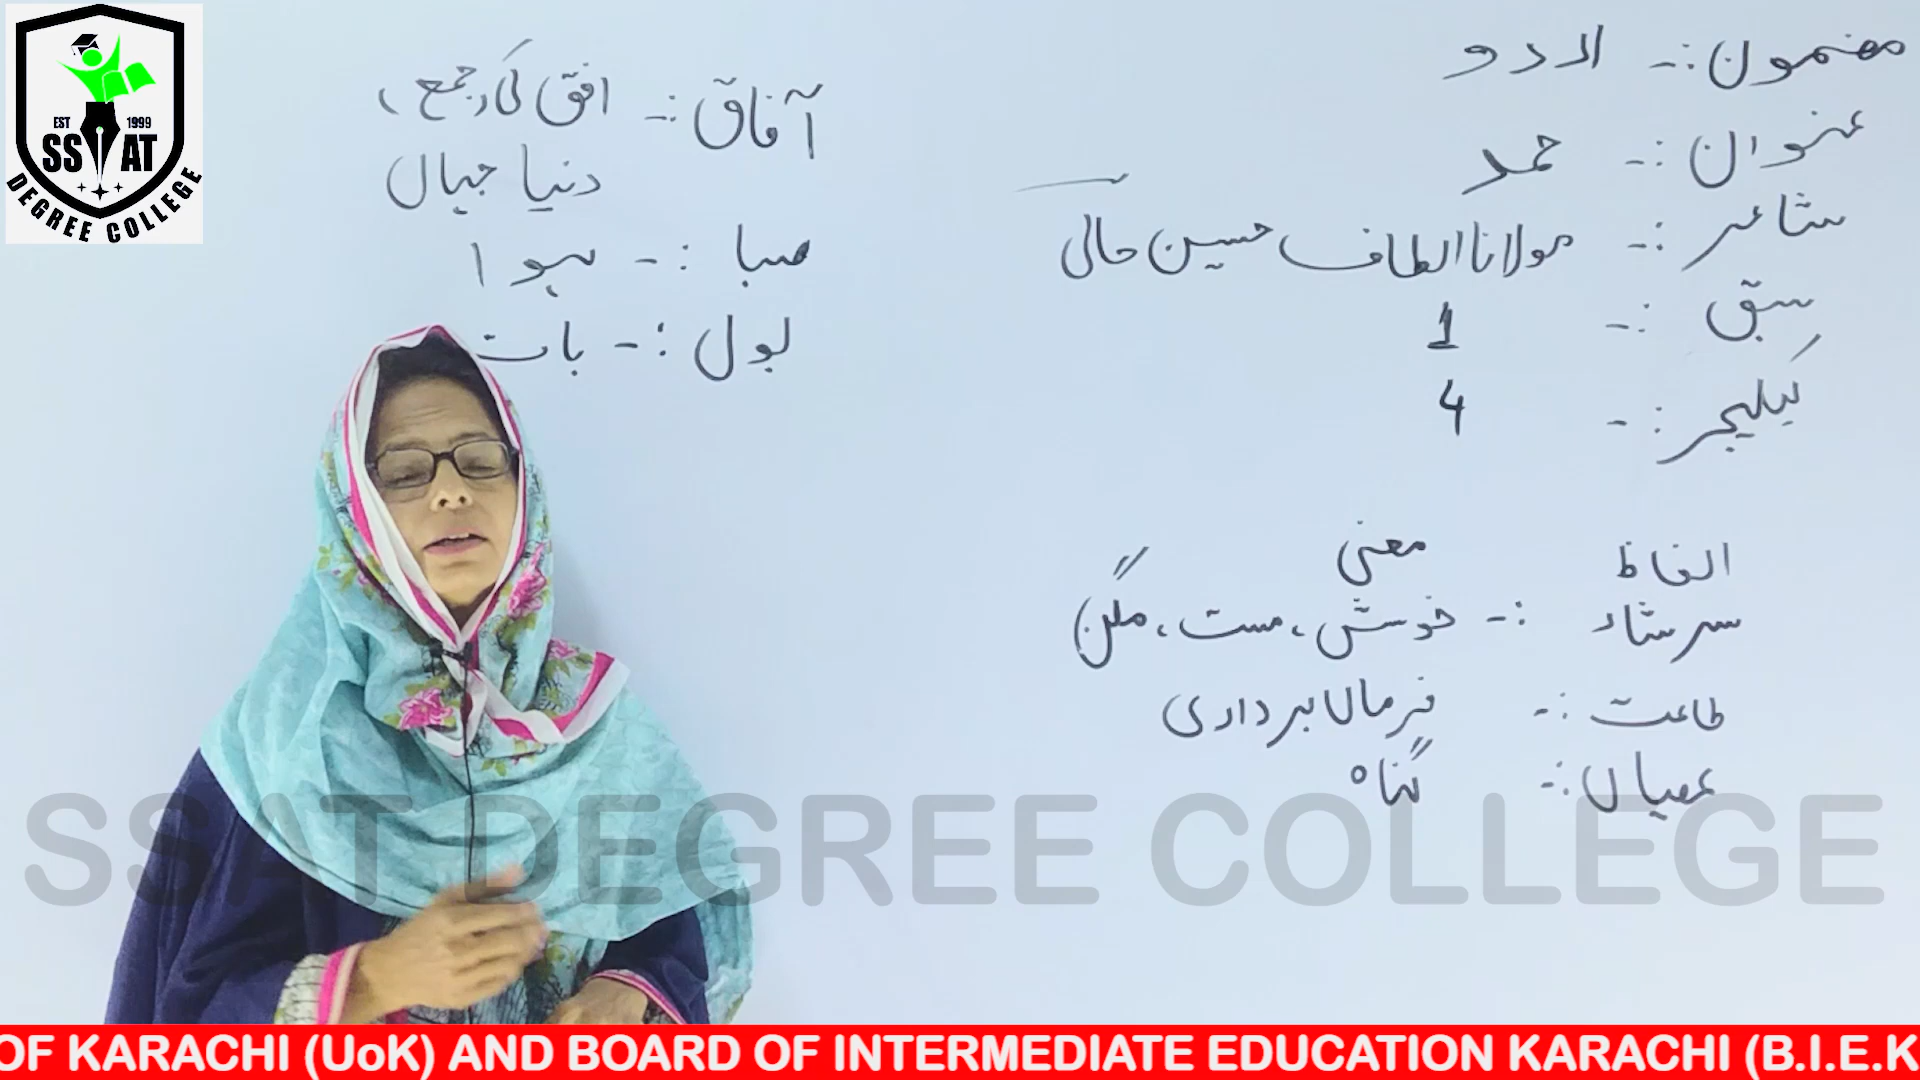 مضمون :- اردو
عنوان :- حمد
شاعر :- مولانا الطاف حسین حالی
سبق :- 1
لیکچر :- 4
الفاظ معنی
سرشار :- خوش، مست، مگن
طاعت :- فرماں برداری
عصیاں :- گناہ
آفاق :- افق کی جمع،
دنیا جہاں
صبا :- ہوا
بول :- بات
EST 1999
SSAT
DEGREE COLLEGE
SSAT DEGREE COLLEGE
OF KARACHI (UoK) AND BOARD OF INTERMEDIATE EDUCATION KARACHI (B.I.E.K